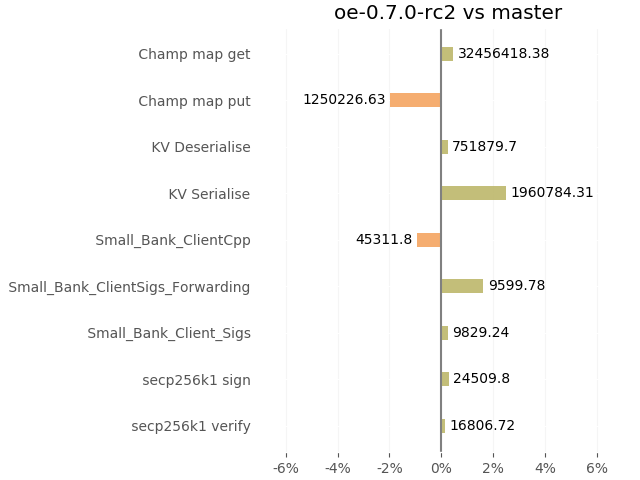 oe-0.7.0-rc2 vs master
Champ map get 32456418.38
Champ map put 1250226.63
KV Deserialise 751879.7
KV Serialise 1960784.31
Small_Bank_ClientCpp 45311.8
Small_Bank_ClientSigs_Forwarding 9599.78
Small_Bank_Client_Sigs 9829.24
secp256k1 sign 24509.8
secp256k1 verify 16806.72
-6% -4% -2% 0% 2% 4% 6%